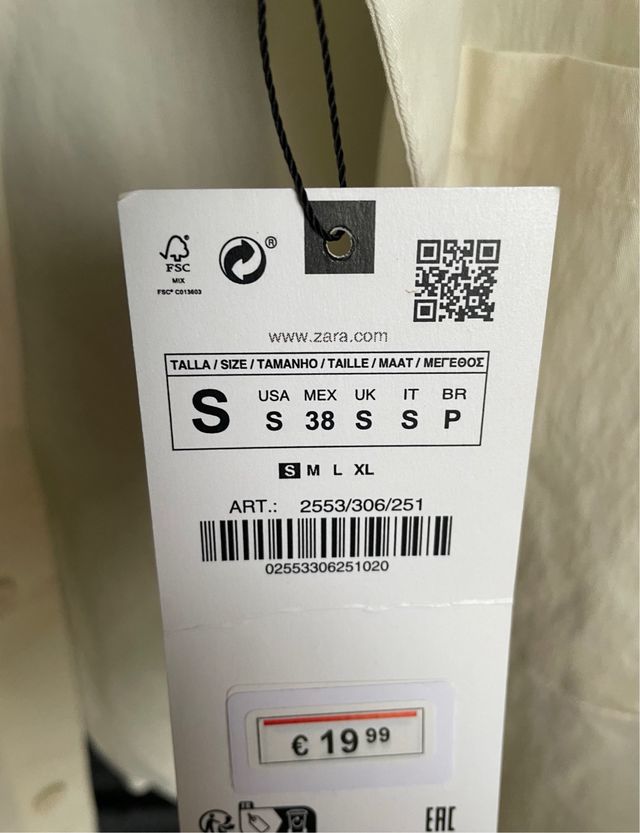 FSC
MIX
FSC® C013603
®
www.zara.com
TALLA / SIZE / TAMANHO / TAILLE / MAAT / ΜΕΓΕΘΟΣ
S
USA MEX UK IT BR
S 38 S S P
S M L XL
ART.: 2553/306/251
02553306251020
€ 19 99
EAC